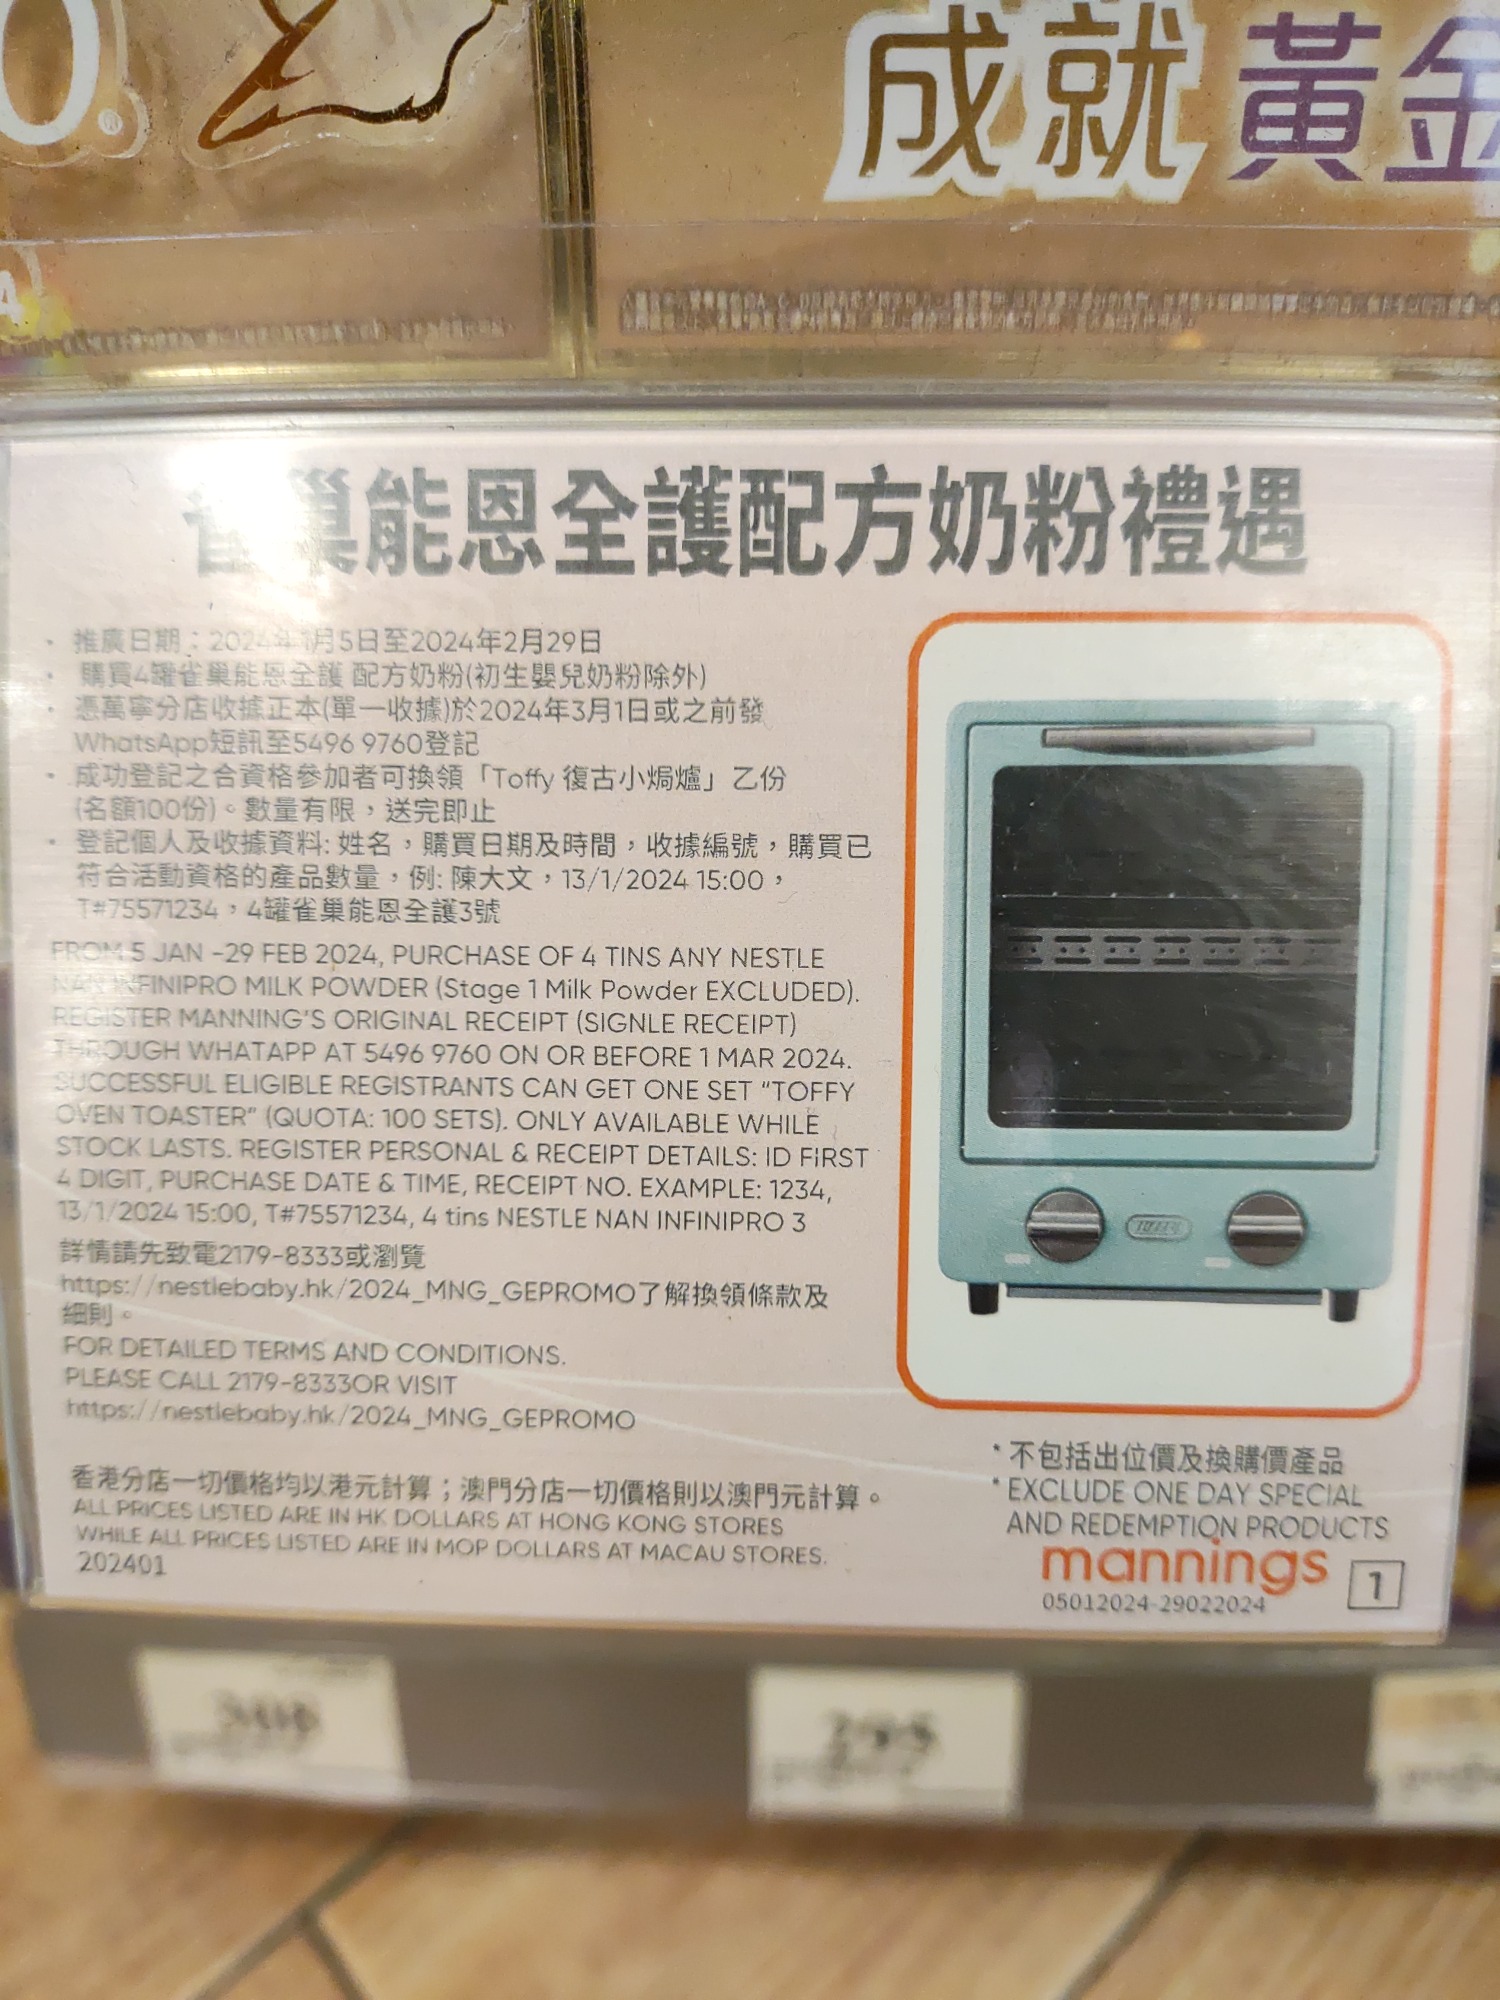 成就黃金
雀巢能恩全護配方奶粉禮遇
· 推廣日期：2024年1月5日至2024年2月29日
· 購買4罐雀巢能恩全護 配方奶粉(初生嬰兒奶粉除外)
· 憑萬寧分店收據正本(單一收據)於2024年3月1日或之前發
WhatsApp短訊至5496 9760登記
· 成功登記之合資格參加者可換領「Toffy 復古小焗爐」乙份
(名額100份)。數量有限，送完即止
· 登記個人及收據資料: 姓名，購買日期及時間，收據編號，購買已
符合活動資格的產品數量，例: 陳大文，13/1/2024 15:00，
T#75571234，4罐雀巢能恩全護3號
FROM 5 JAN -29 FEB 2024, PURCHASE OF 4 TINS ANY NESTLE
NAN INFINIPRO MILK POWDER (Stage 1 Milk Powder EXCLUDED).
REGISTER MANNING'S ORIGINAL RECEIPT (SIGNLE RECEIPT)
THROUGH WHATAPP AT 5496 9760 ON OR BEFORE 1 MAR 2024.
SUCCESSFUL ELIGIBLE REGISTRANTS CAN GET ONE SET "TOFFY
OVEN TOASTER" (QUOTA: 100 SETS). ONLY AVAILABLE WHILE
STOCK LASTS. REGISTER PERSONAL & RECEIPT DETAILS: ID FiRST
4 DIGIT, PURCHASE DATE & TIME, RECEIPT NO. EXAMPLE: 1234,
13/1/2024 15:00, T#75571234, 4 tins NESTLE NAN INFINIPRO 3
詳情請先致電2179-8333或瀏覽
https://nestlebaby.hk/2024_MNG_GEPROMO了解換領條款及
細則。
FOR DETAILED TERMS AND CONDITIONS.
PLEASE CALL 2179-8333OR VISIT
https://nestlebaby.hk/2024_MNG_GEPROMO
香港分店一切價格均以港元計算；澳門分店一切價格則以澳門元計算。
ALL PRICES LISTED ARE IN HK DOLLARS AT HONG KONG STORES
WHILE ALL PRICES LISTED ARE IN MOP DOLLARS AT MACAU STORES.
202401
TOFFY
* 不包括出位價及換購價產品
* EXCLUDE ONE DAY SPECIAL
AND REDEMPTION PRODUCTS
mannings
05012024-29022024
1